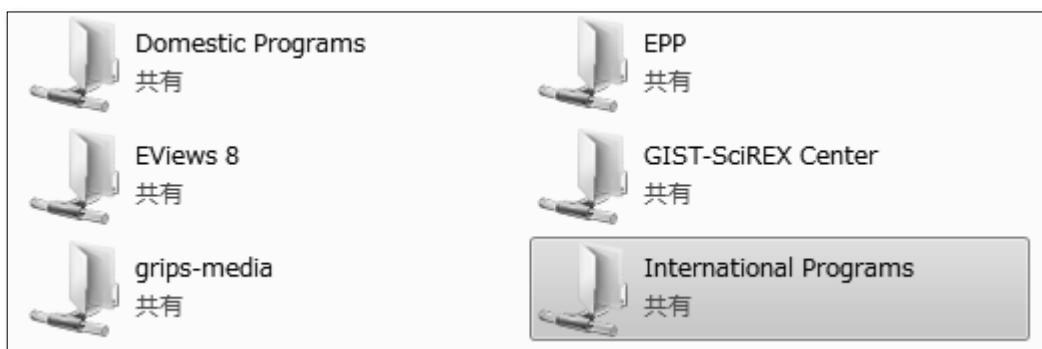 Domestic Programs
共有
EPP
共有
EViews 8
共有
GIST-SciREX Center
共有
grips-media
共有
International Programs
共有